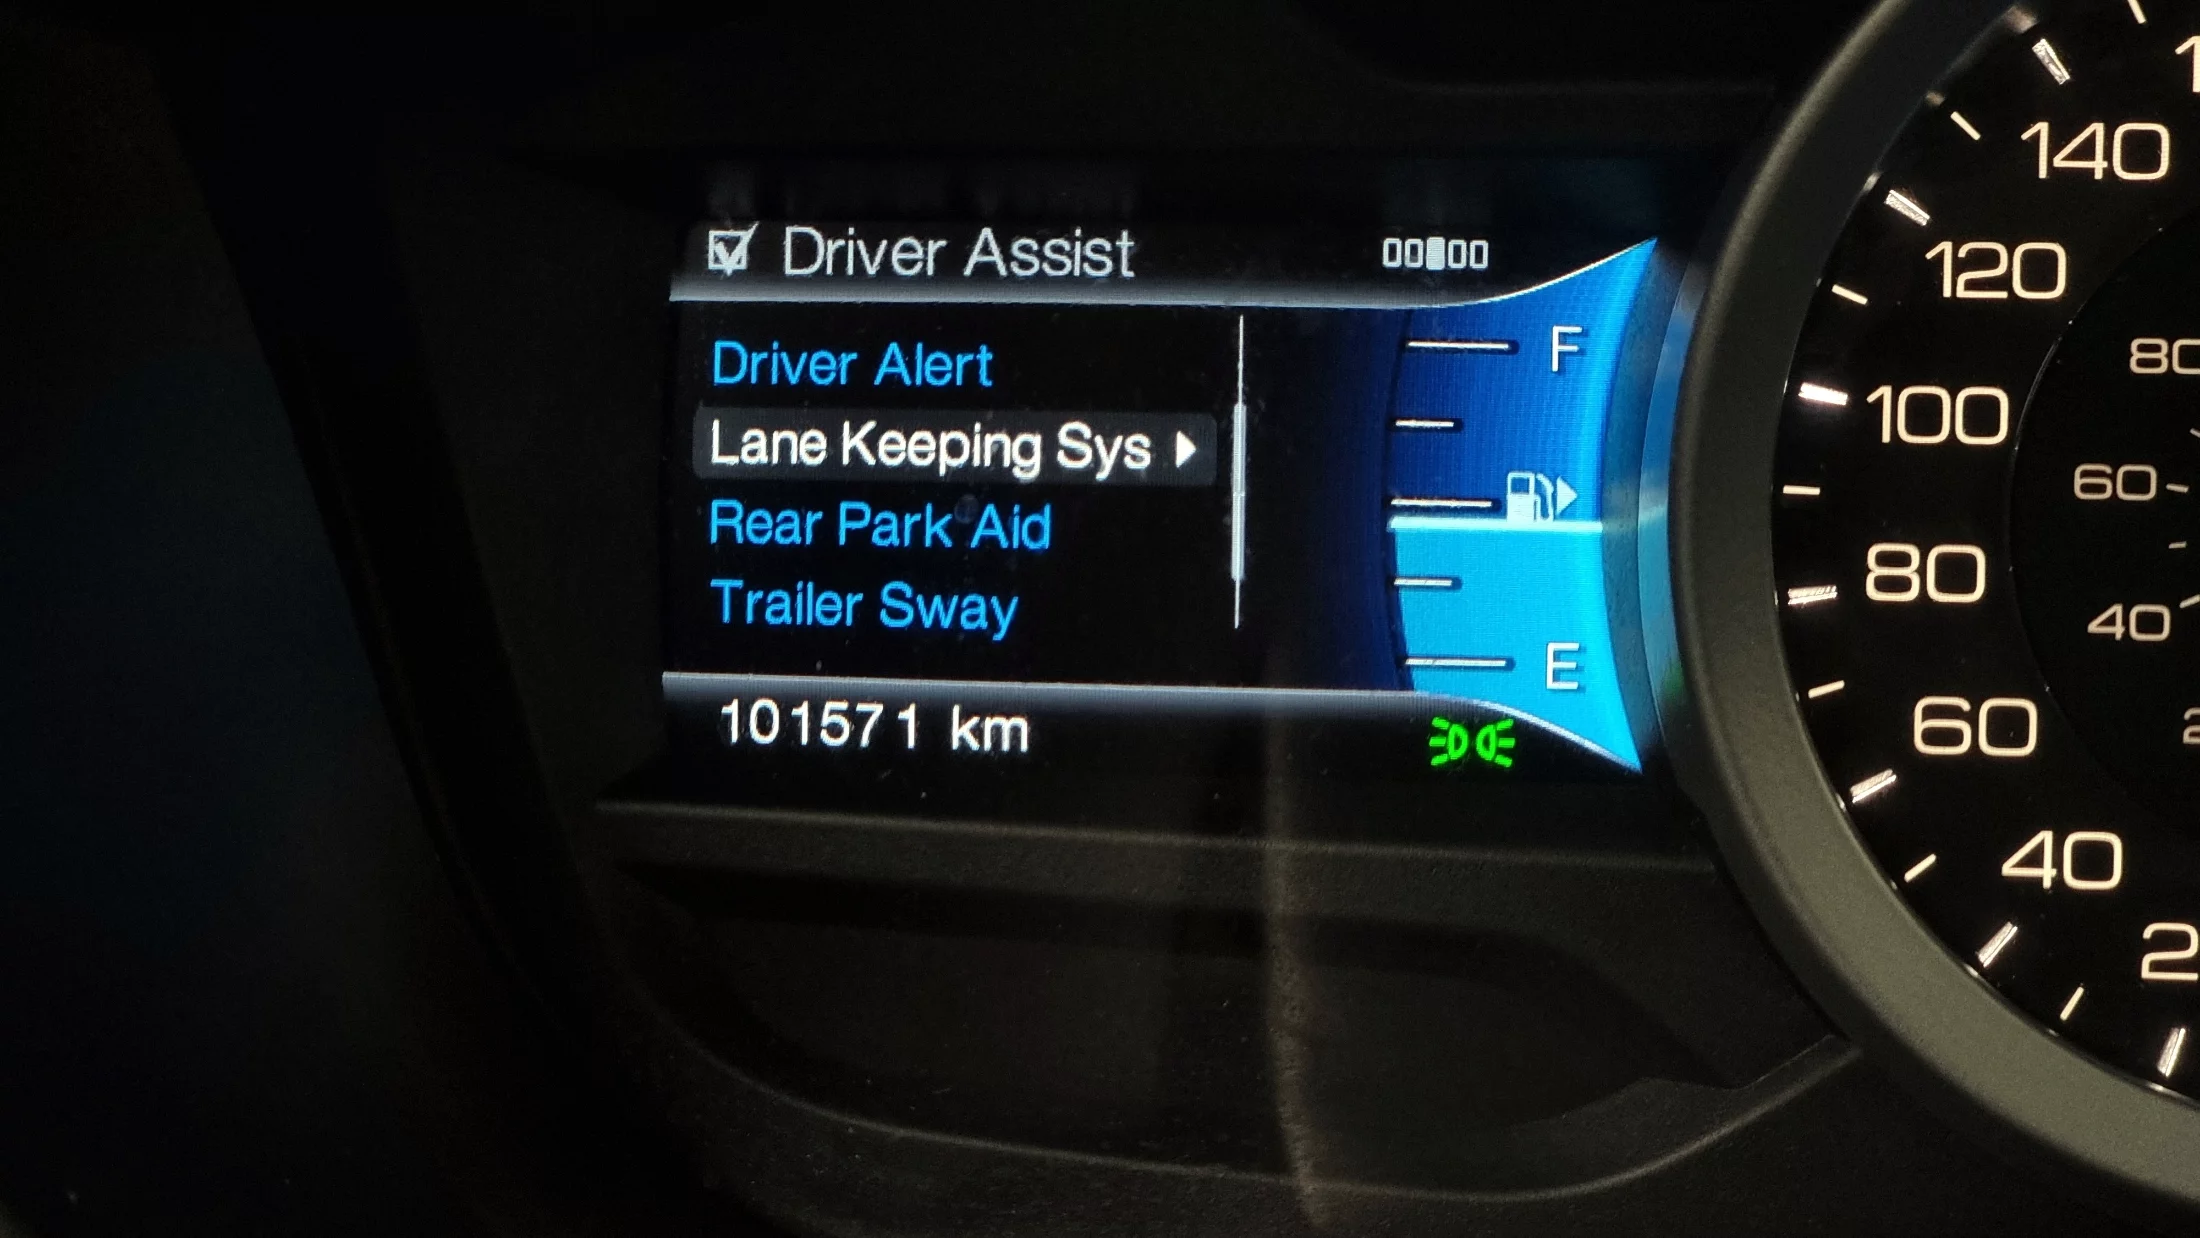 Driver Assist
Driver Alert
Lane Keeping Sys
Rear Park Aid
Trailer Sway
101571 km
F
E
140
120
100
80
60
40
80
60
40